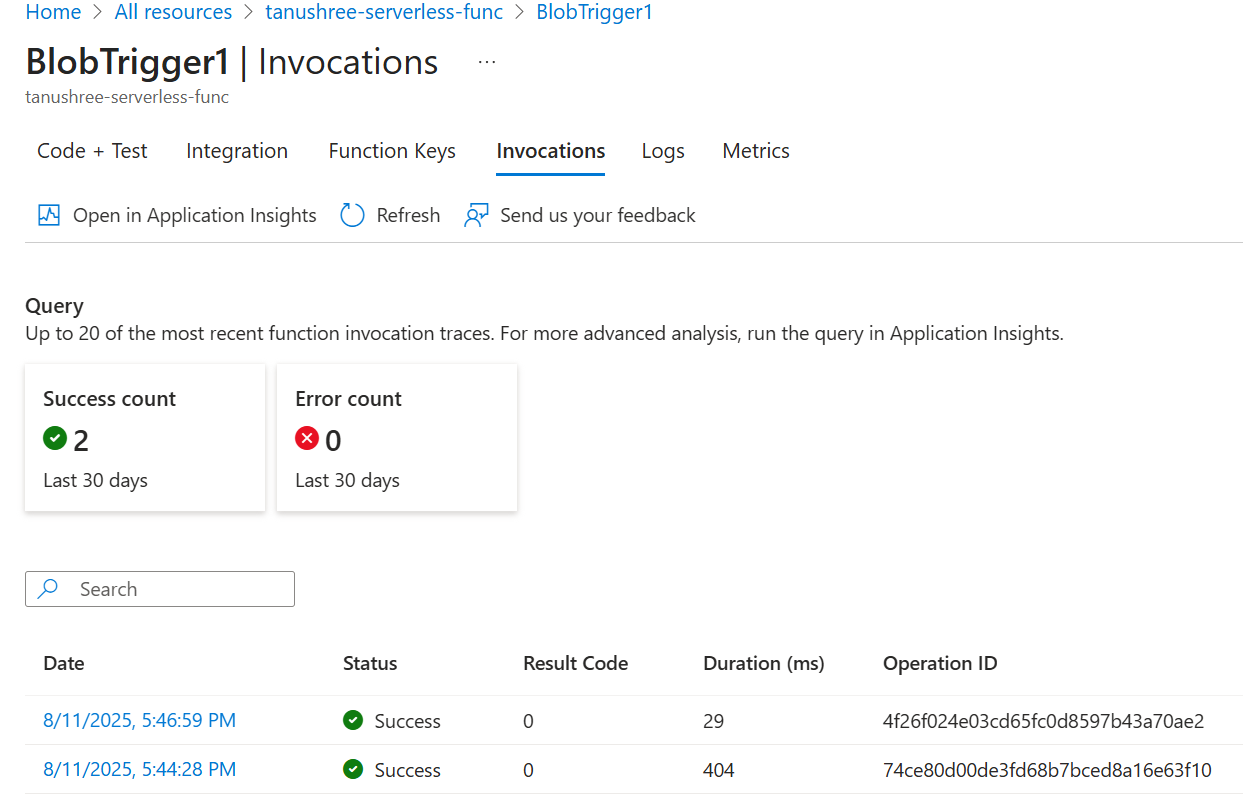 Home > All resources > tanushree-serverless-func > BlobTrigger1
BlobTrigger1 | Invocations ...
tanushree-serverless-func
Code + Test Integration Function Keys Invocations Logs Metrics
Open in Application Insights Refresh Send us your feedback
Query
Up to 20 of the most recent function invocation traces. For more advanced analysis, run the query in Application Insights.
Success count Error count
2 0
Last 30 days Last 30 days
Search
Date Status Result Code Duration (ms) Operation ID
8/11/2025, 5:46:59 PM Success 0 29 4f26f024e03cd65fc0d8597b43a70ae2
8/11/2025, 5:44:28 PM Success 0 404 74ce80d00de3fd68b7bced8a16e63f10